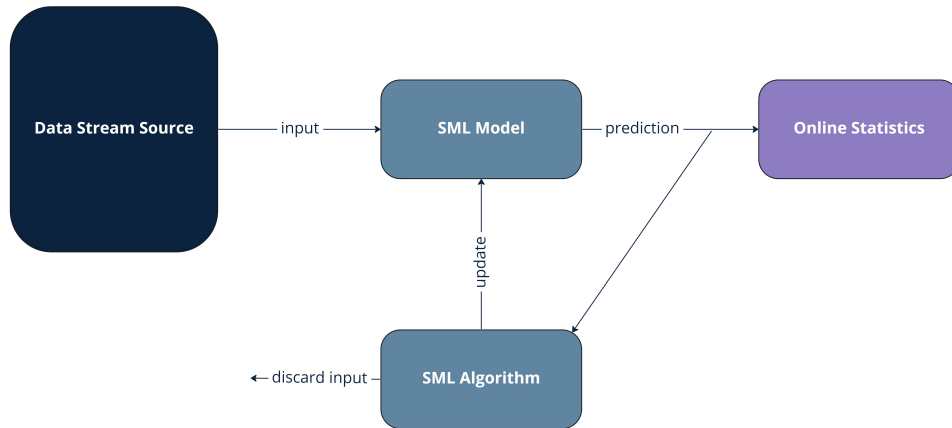 Data Stream Source
input
SML Model
prediction
Online Statistics
update
discard input
SML Algorithm